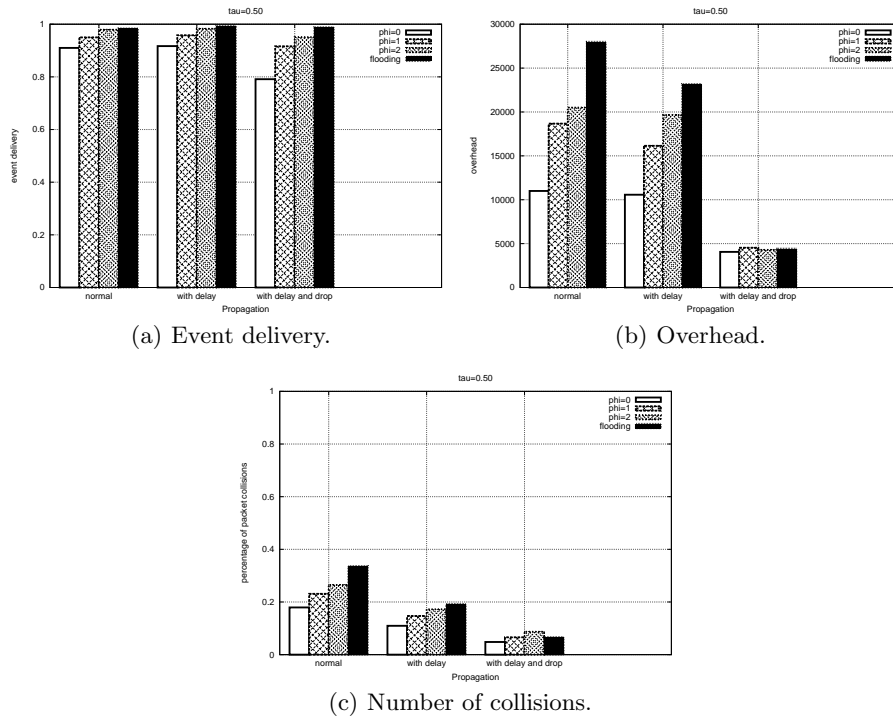 tau=0.50
1
0.8
0.6
0.4
0.2
0
event delivery
phi=0
phi=1
phi=2
flooding
normal
with delay
with delay and drop
Propagation
(a) Event delivery.
tau=0.50
30000
25000
20000
15000
10000
5000
0
overhead
phi=0
phi=1
phi=2
flooding
normal
with delay
with delay and drop
Propagation
(b) Overhead.
tau=0.50
1
0.8
0.6
0.4
0.2
0
percentage of packet collisions
phi=0
phi=1
phi=2
flooding
normal
with delay
with delay and drop
Propagation
(c) Number of collisions.